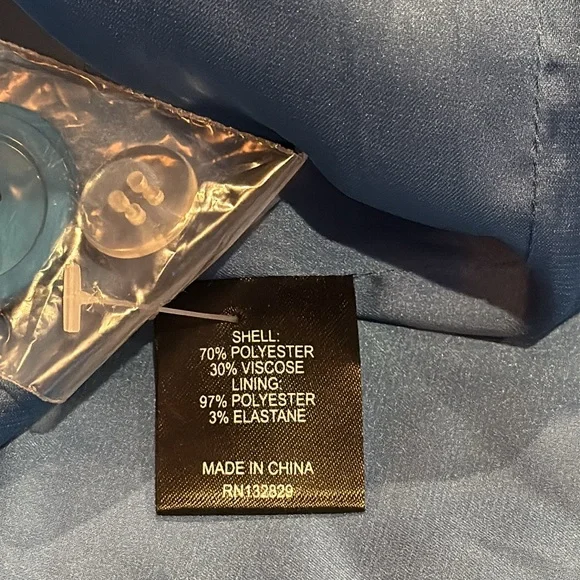 SHELL:
70% POLYESTER
30% VISCOSE
LINING:
97% POLYESTER
3% ELASTANE
MADE IN CHINA
RN132829